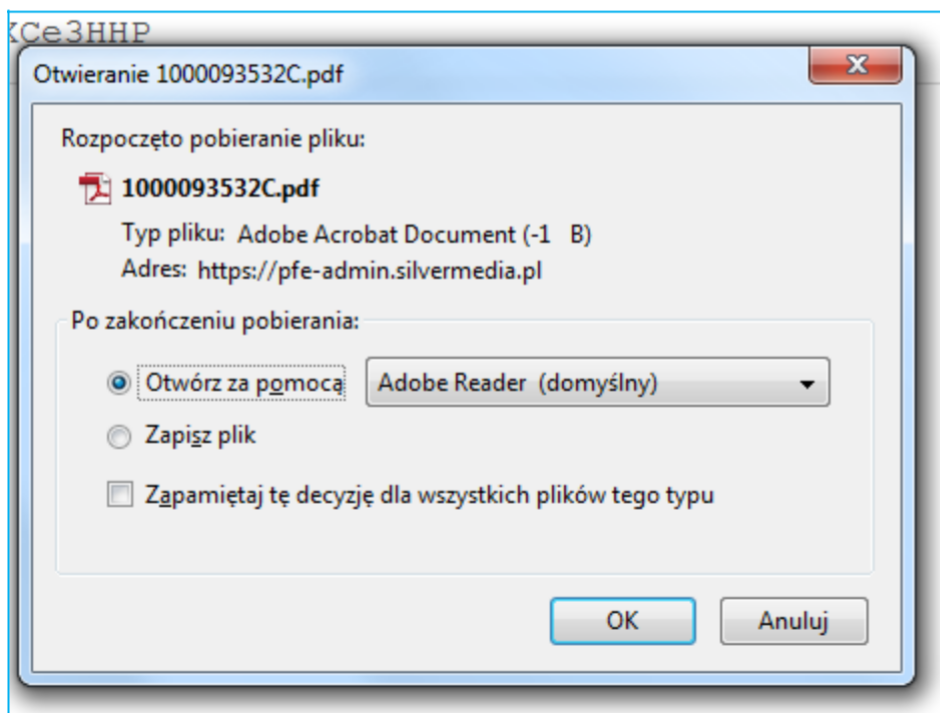 KCe3HHP
Otwieranie 1000093532C.pdf
Rozpoczęto pobieranie pliku:
1000093532C.pdf
Typ pliku: Adobe Acrobat Document (-1 B)
Adres: https://pfe-admin.silvermedia.pl
Po zakończeniu pobierania:
Otwórz za pomocą Adobe Reader (domyślny)
Zapisz plik
Zapamiętaj tę decyzję dla wszystkich plików tego typu
OK Anuluj